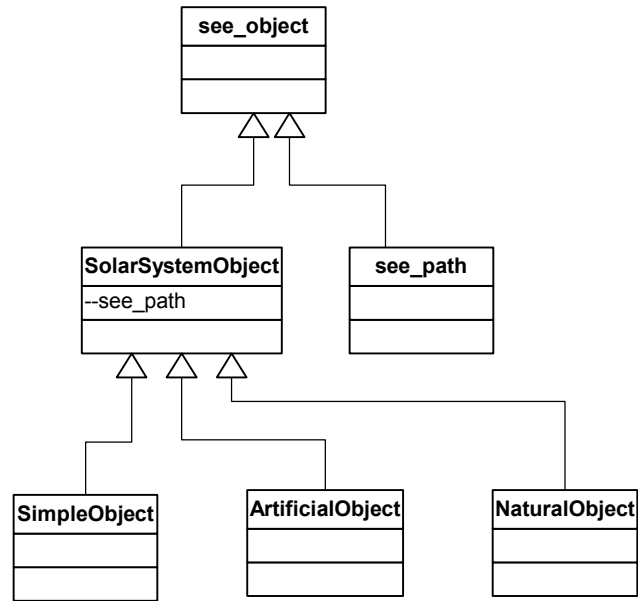 see_object
SolarSystemObject
--see_path
see_path
SimpleObject
ArtificialObject
NaturalObject